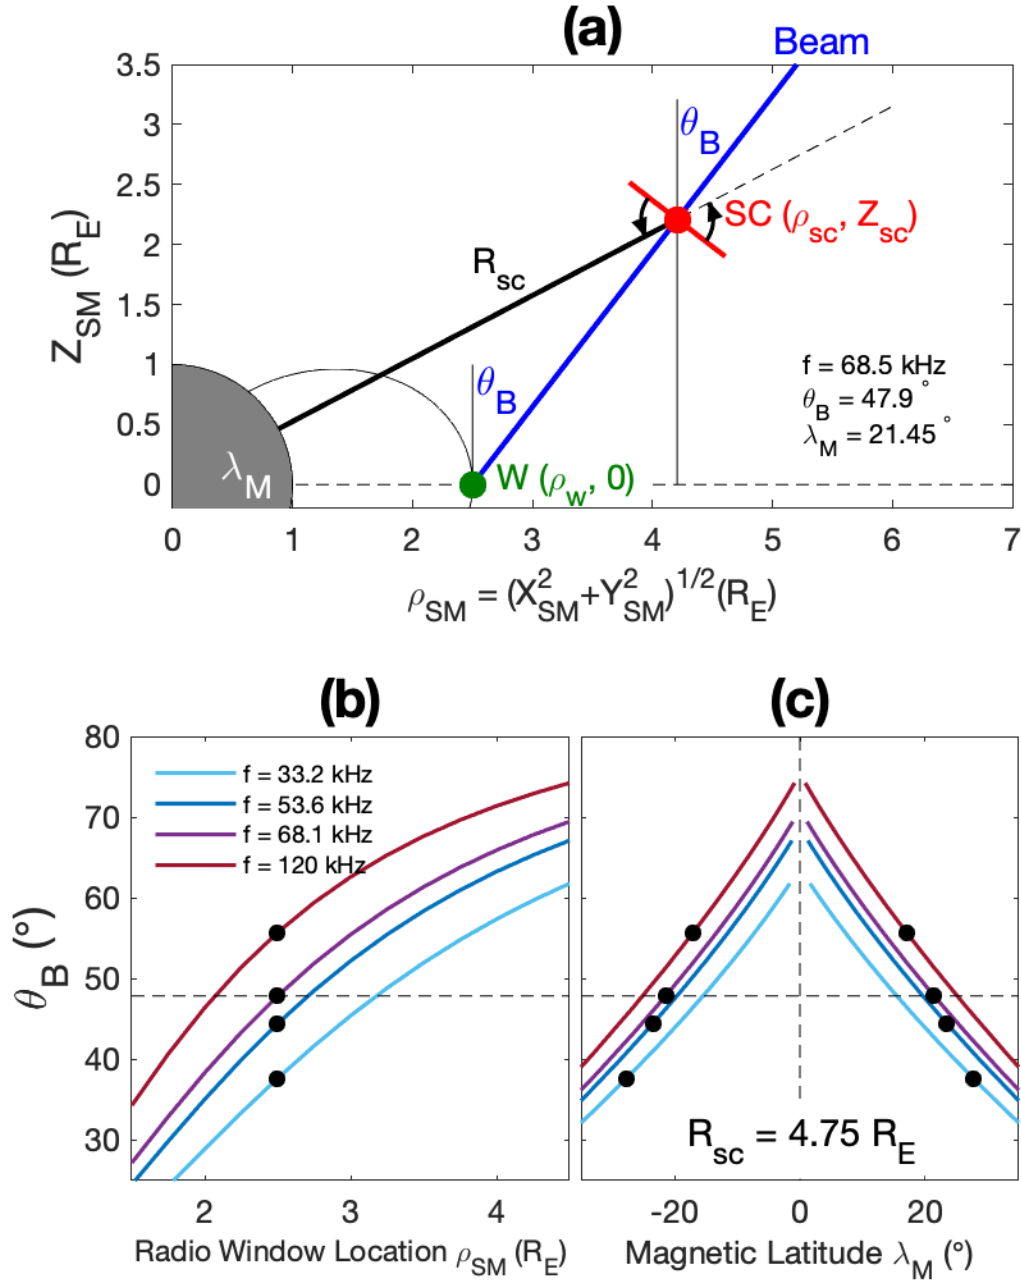 (a)
Beam
3.5
3
2.5
2
1.5
1
0.5
0
Z_SM (R_E)
θ_B
SC (ρ_sc, Z_sc)
R_sc
θ_B
f = 68.5 kHz
θ_B = 47.9°
λ_M = 21.45°
λ_M
W (ρ_w, 0)
0 1 2 3 4 5 6 7
ρ_SM = (X²_SM+Y²_SM)^1/2 (R_E)
(b)
80
70
60
50
40
30
θ_B (°)
f = 33.2 kHz
f = 53.6 kHz
f = 68.1 kHz
f = 120 kHz
2 3 4
Radio Window Location ρ_SM (R_E)
(c)
R_sc = 4.75 R_E
-20 0 20
Magnetic Latitude λ_M (°)